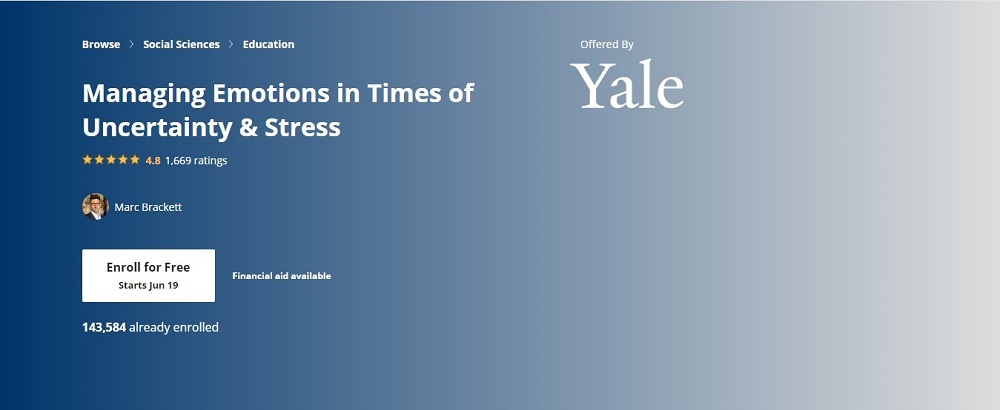 Browse > Social Sciences > Education
Offered By
Yale
Managing Emotions in Times of
Uncertainty & Stress
4.8 1,669 ratings
Marc Brackett
Enroll for Free
Starts Jun 19
Financial aid available
143,584 already enrolled